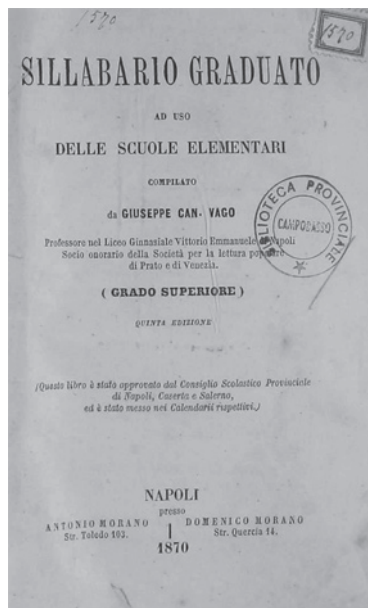 1570
1570
SILLABARIO GRADUATO
AD USO
DELLE SCUOLE ELEMENTARI
COMPILATO
da GIUSEPPE CAN. VAGO
Professore nel Liceo Ginnasiale Vittorio Emmanuele di Napoli
Socio onorario della Società per la lettura popolare
di Prato e di Venezia.
( GRADO SUPERIORE )
QUINTA EDIZIONE
BIBLIOTECA PROVINCIALE
CAMPOBASSO
(Questo libro è stato approvato dal Consiglio Scolastico Provinciale
di Napoli, Caserta e Salerno,
ed è stato messo nei Calendarii rispettivi.)
NAPOLI
presso
ANTONIO MORANO
Str. Toledo 103.
DOMENICO MORANO
Str. Quercia 14.
1870